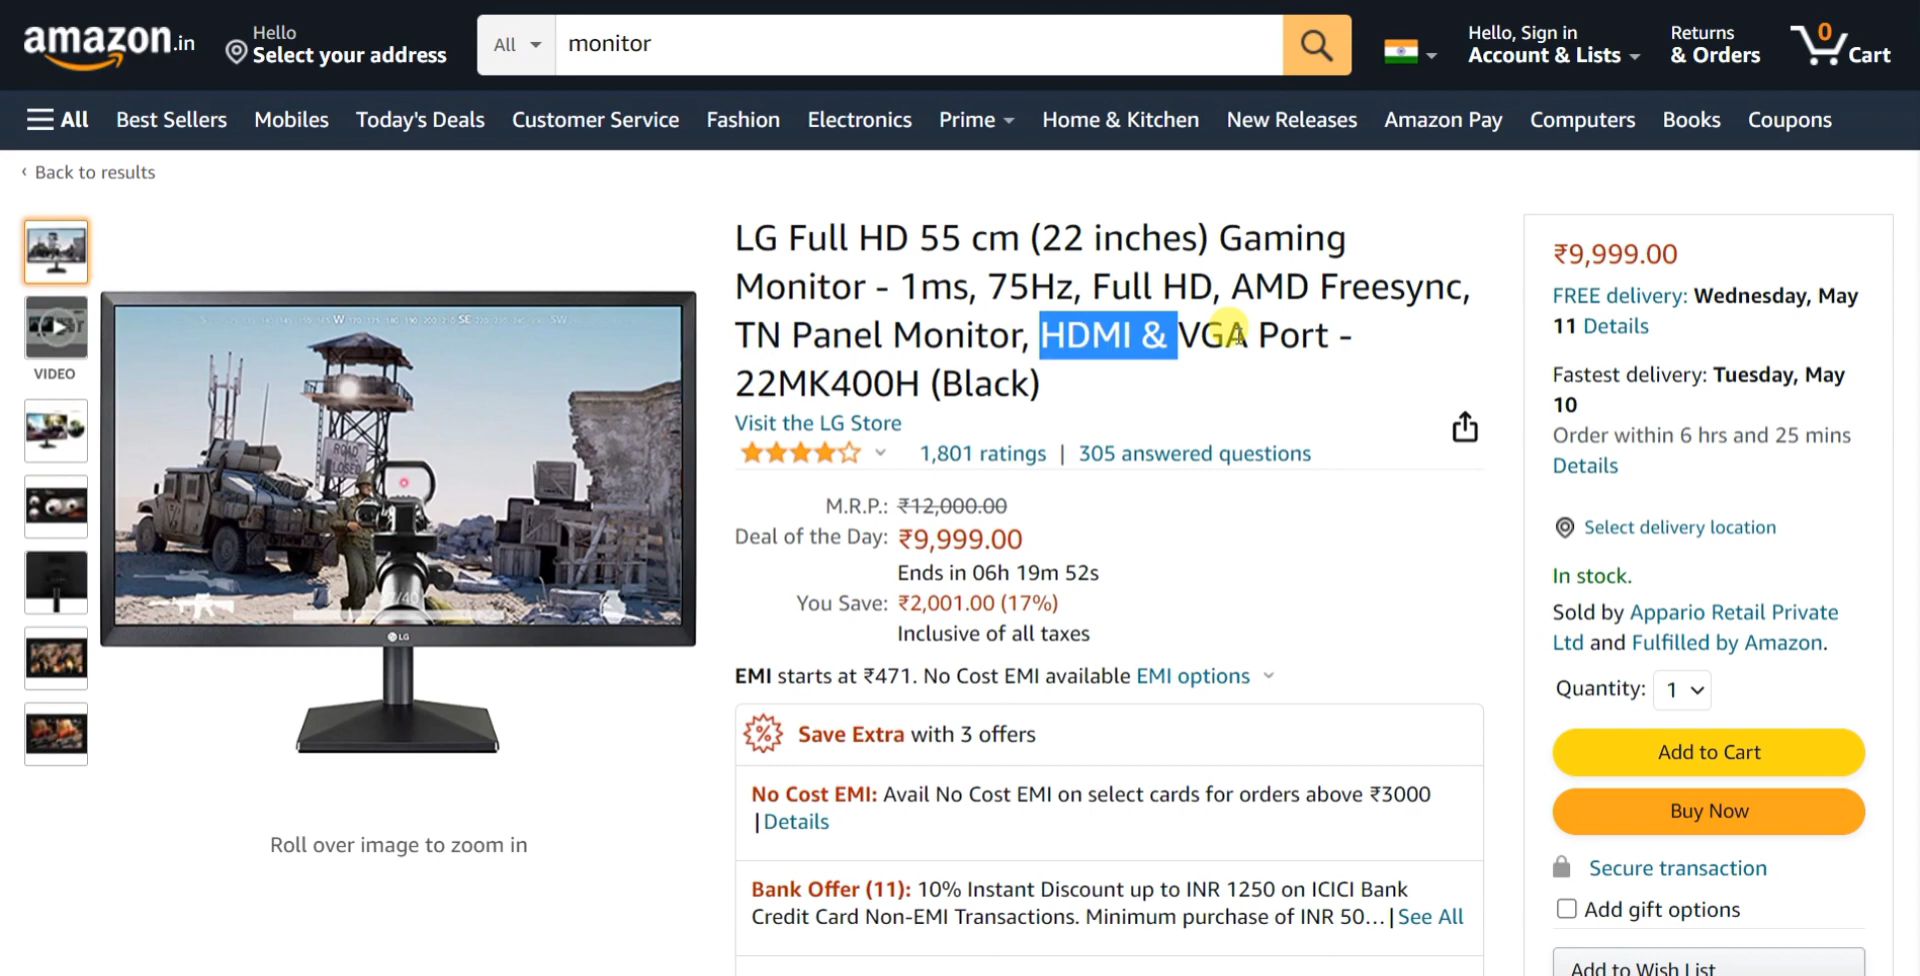 amazon.in
Hello
Select your address
All
monitor
Hello, Sign in
Account & Lists
Returns
& Orders
0
Cart
All
Best Sellers
Mobiles
Today's Deals
Customer Service
Fashion
Electronics
Prime
Home & Kitchen
New Releases
Amazon Pay
Computers
Books
Coupons
‹ Back to results
VIDEO
ROAD
CLOSED
LG
Roll over image to zoom in
LG Full HD 55 cm (22 inches) Gaming
Monitor - 1ms, 75Hz, Full HD, AMD Freesync,
TN Panel Monitor, HDMI & VGA Port -
22MK400H (Black)
Visit the LG Store
1,801 ratings | 305 answered questions
M.R.P.: ₹12,000.00
Deal of the Day: ₹9,999.00
Ends in 06h 19m 52s
You Save: ₹2,001.00 (17%)
Inclusive of all taxes
EMI starts at ₹471. No Cost EMI available EMI options
Save Extra with 3 offers
No Cost EMI: Avail No Cost EMI on select cards for orders above ₹3000
| Details
Bank Offer (11): 10% Instant Discount up to INR 1250 on ICICI Bank
Credit Card Non-EMI Transactions. Minimum purchase of INR 50... | See All
₹9,999.00
FREE delivery: Wednesday, May
11 Details
Fastest delivery: Tuesday, May
10
Order within 6 hrs and 25 mins
Details
Select delivery location
In stock.
Sold by Appario Retail Private
Ltd and Fulfilled by Amazon.
Quantity: 1
Add to Cart
Buy Now
Secure transaction
Add gift options
Add to Wish List